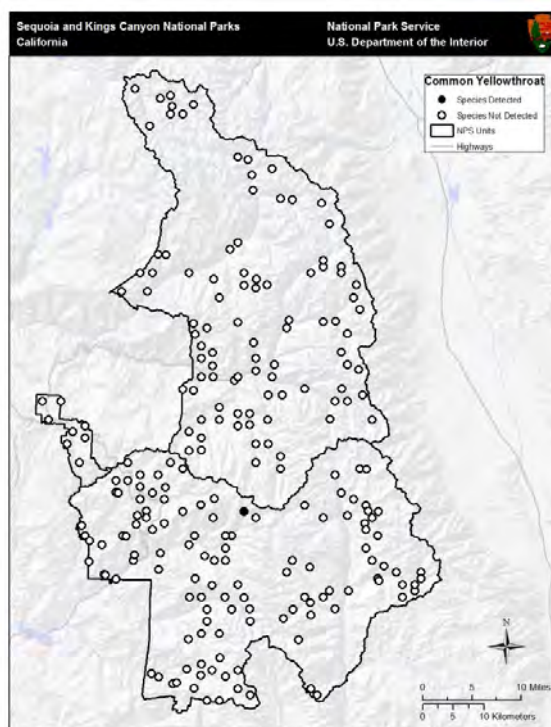 Sequoia and Kings Canyon National Parks
California
National Park Service
U.S. Department of the Interior
Common Yellowthroat
Species Detected
Species Not Detected
NPS Units
Highways
N
0 5 10 Miles
0 5 10 Kilometers